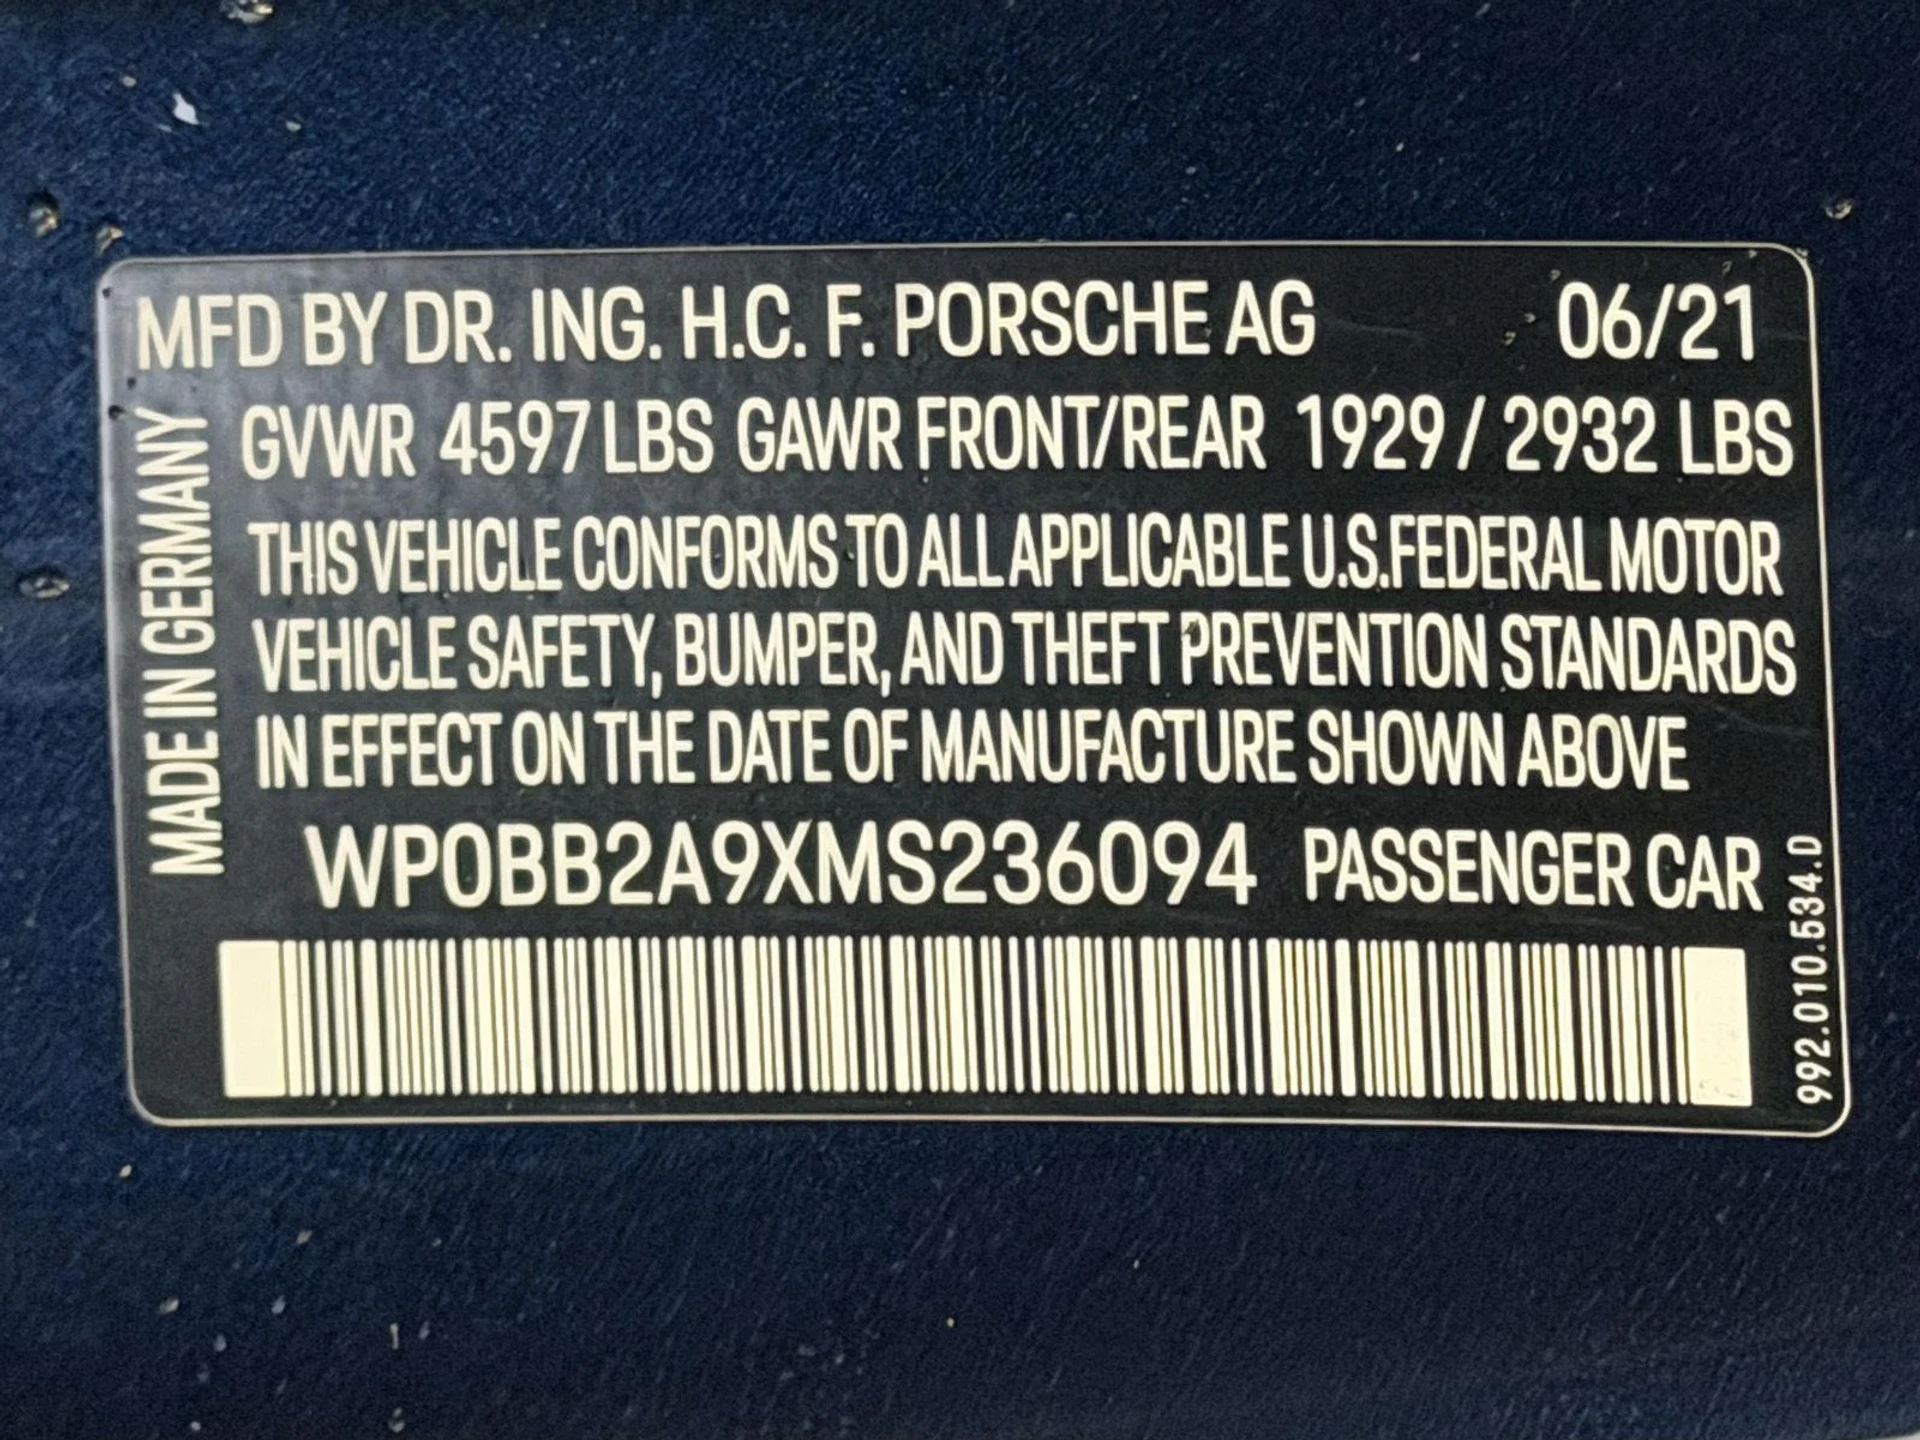 MFD BY DR. ING. H.C. F. PORSCHE AG 06/21
GVWR 4597 LBS GAWR FRONT/REAR 1929 / 2932 LBS
THIS VEHICLE CONFORMS TO ALL APPLICABLE U.S.FEDERAL MOTOR
VEHICLE SAFETY, BUMPER, AND THEFT PREVENTION STANDARDS
IN EFFECT ON THE DATE OF MANUFACTURE SHOWN ABOVE
WP0BB2A9XMS236094 PASSENGER CAR
MADE IN GERMANY
992.010.534.D